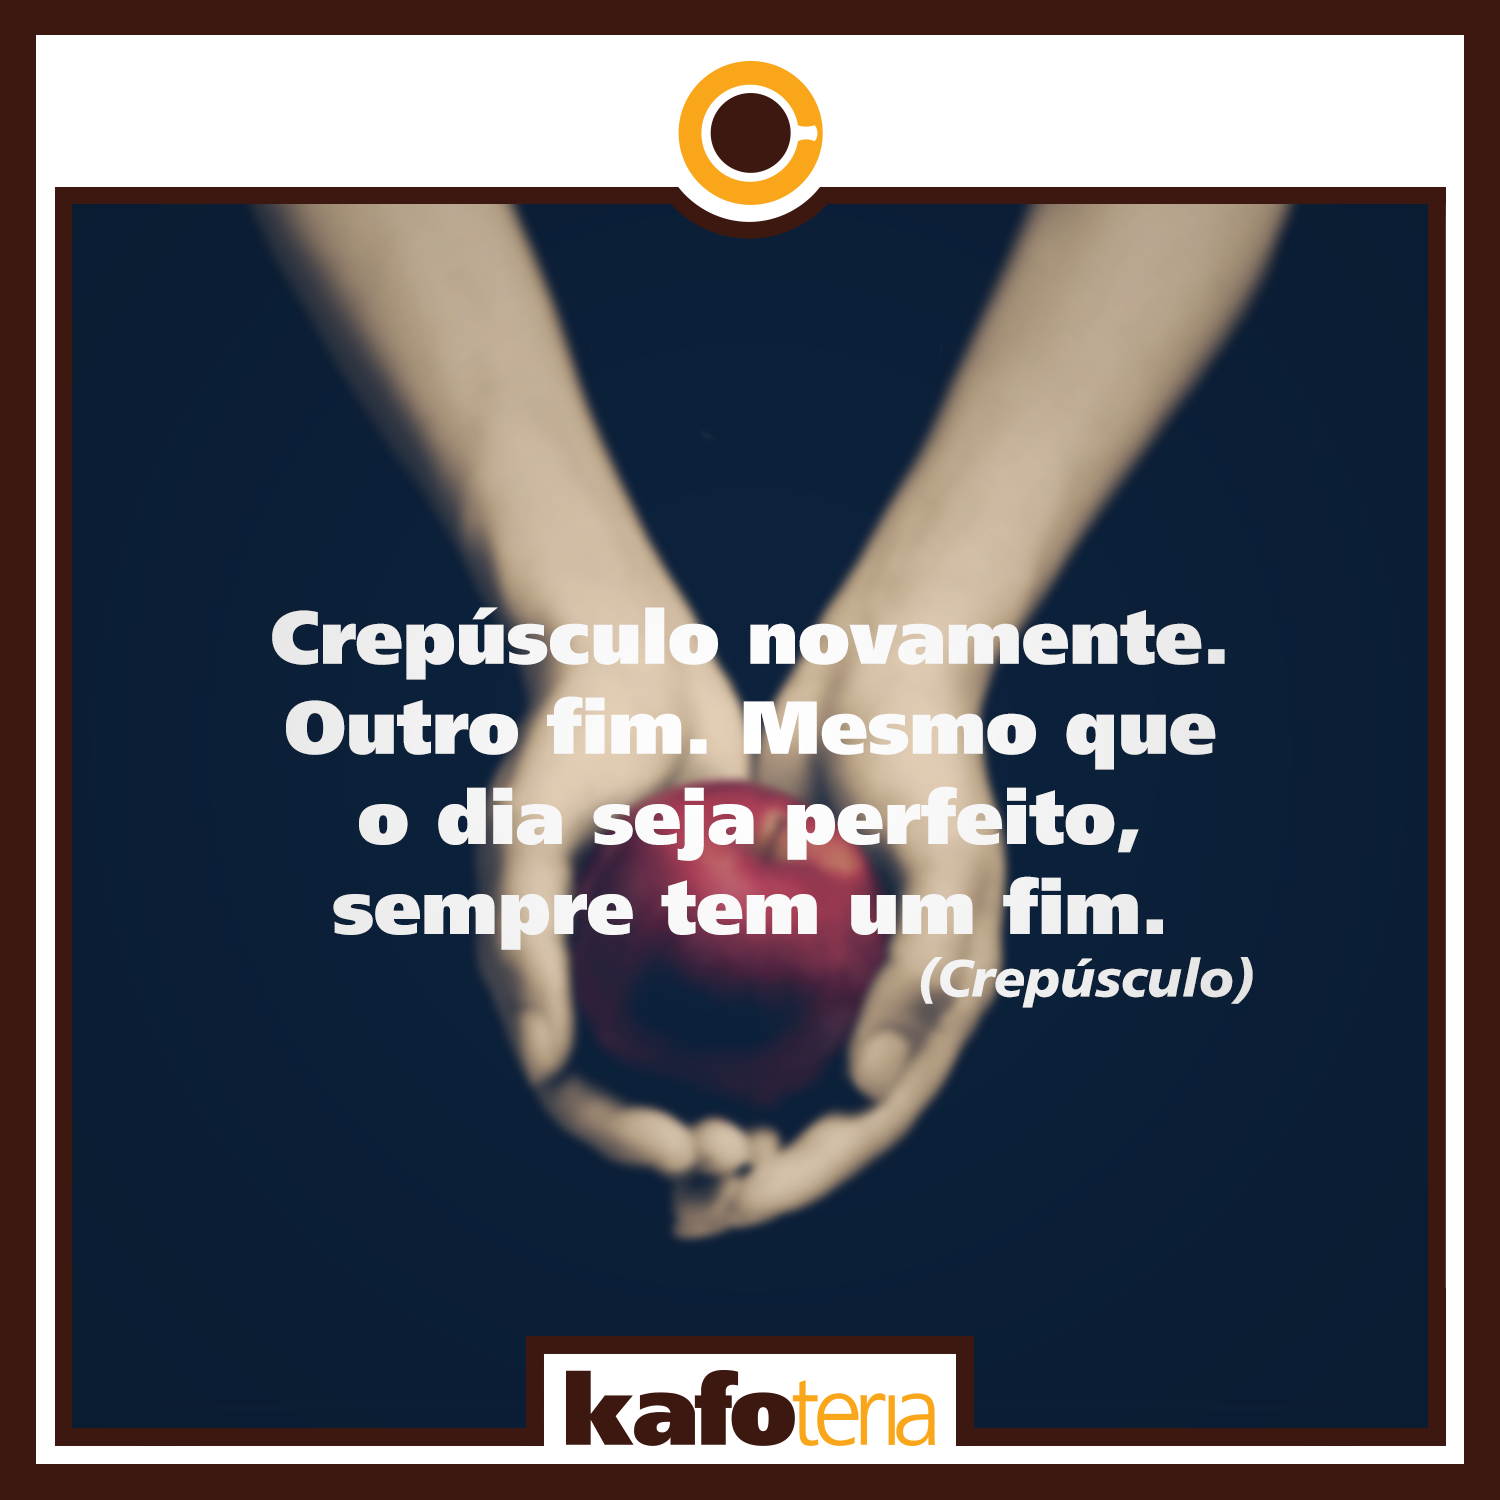 Crepúsculo novamente.
Outro fim. Mesmo que
o dia seja perfeito,
sempre tem um fim.
(Crepúsculo)
kafoteria